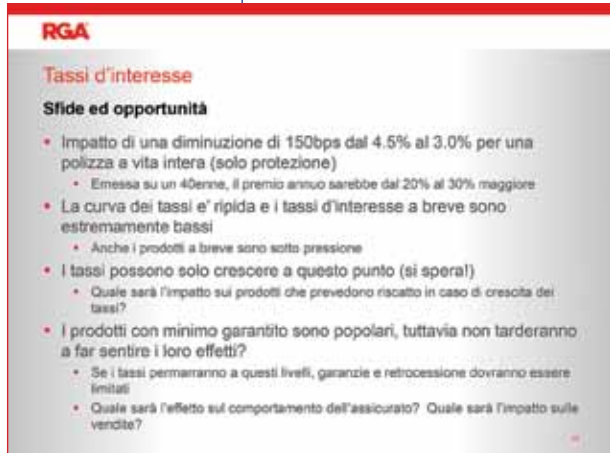 RGA
Tassi d'interesse
Sfide ed opportunità
• Impatto di una diminuzione di 150bps dal 4.5% al 3.0% per una
polizza a vita intera (solo protezione)
• Emessa su un 40enne, il premio annuo sarebbe dal 20% al 30% maggiore
• La curva dei tassi e' ripida e i tassi d'interesse a breve sono
estremamente bassi
• Anche i prodotti a breve sono sotto pressione
• I tassi possono solo crescere a questo punto (si spera!)
• Quale sarà l'impatto sui prodotti che prevedono riscatto in caso di crescita dei
tassi?
• I prodotti con minimo garantito sono popolari, tuttavia non tarderanno
a far sentire i loro effetti?
• Se i tassi permarranno a questi livelli, garanzie e retrocessione dovranno essere
limitati
• Quale sarà l'effetto sul comportamento dell'assicurato? Quale sarà l'impatto sulle
vendite?